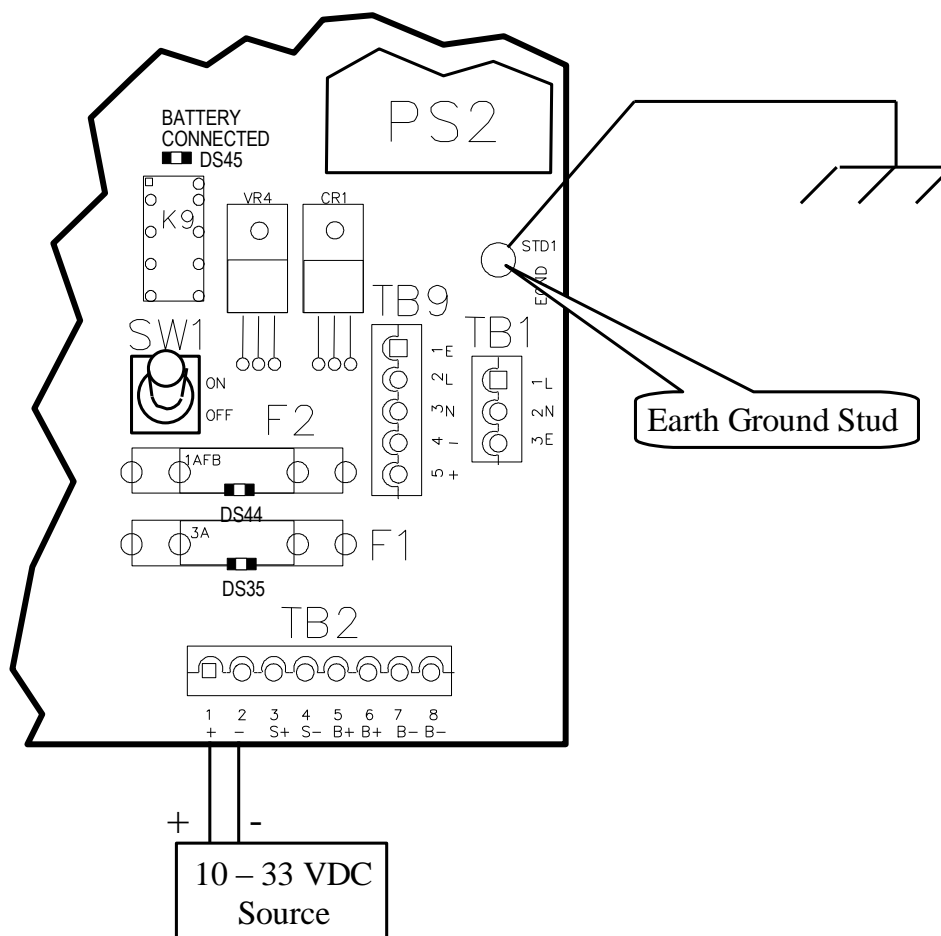 PS2
BATTERY
CONNECTED
DS45
K9
VR4
CR1
STD1
EGND
TB9
TB1
SW1
ON
OFF
1 E
2 L
3 N
4 -
5 +
1 L
2 N
3 E
Earth Ground Stud
F2
1AFB
DS44
3A
F1
DS35
TB2
1 2 3 4 5 6 7 8
+ - S+ S- B+ B+ B- B-
+ -
10 – 33 VDC
Source